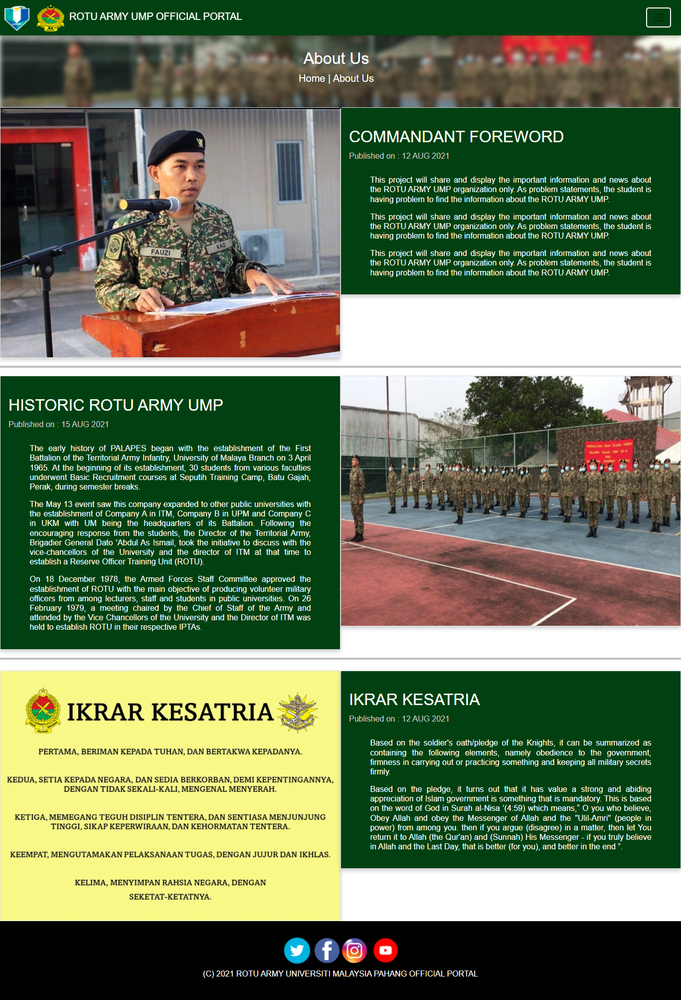 UMP
ROTU ARMY UMP OFFICIAL PORTAL
About Us
Home | About Us
FAUZI
KAD
COMMANDANT FOREWORD
Published on : 12 AUG 2021
This project will share and display the important information and news about
the ROTU ARMY UMP organization only. As problem statements, the student is
having problem to find the information about the ROTU ARMY UMP.
This project will share and display the important information and news about
the ROTU ARMY UMP organization only. As problem statements, the student is
having problem to find the information about the ROTU ARMY UMP.
This project will share and display the important information and news about
the ROTU ARMY UMP organization only. As problem statements, the student is
having problem to find the information about the ROTU ARMY UMP.
HISTORIC ROTU ARMY UMP
Published on : 15 AUG 2021
The early history of PALAPES began with the establishment of the First
Battalion of the Territorial Army Infantry, University of Malaya Branch on 3 April
1965. At the beginning of its establishment, 30 students from various faculties
underwent Basic Recruitment courses at Seputih Training Camp, Batu Gajah,
Perak, during semester breaks.
The May 13 event saw this company expanded to other public universities with
the establishment of Company A in ITM, Company B in UPM and Company C
in UKM with UM being the headquarters of its Battalion. Following the
encouraging response from the students, the Director of the Territorial Army,
Brigadier General Dato 'Abdul As Ismail, took the initiative to discuss with the
vice-chancellors of the University and the director of ITM at that time to
establish a Reserve Officer Training Unit (ROTU).
On 18 December 1978, the Armed Forces Staff Committee approved the
establishment of ROTU with the main objective of producing volunteer military
officers from among lecturers, staff and students in public universities. On 26
February 1979, a meeting chaired by the Chief of Staff of the Army and
attended by the Vice Chancellors of the University and the Director of ITM was
held to establish ROTU in their respective IPTAs.
IKRAR KESATRIA
MALAYSIA
PERTAMA, BERIMAN KEPADA TUHAN, DAN BERTAKWA KEPADANYA.
KEDUA, SETIA KEPADA NEGARA, DAN SEDIA BERKORBAN, DEMI KEPENTINGANNYA,
DENGAN TIDAK SEKALI-KALI, MENGENAL MENYERAH.
KETIGA, MEMEGANG TEGUH DISIPLIN TENTERA, DAN SENTIASA MENJUNJUNG
TINGGI, SIKAP KEPERWIRAAN, DAN KEHORMATAN TENTERA.
KEEMPAT, MENGUTAMAKAN PELAKSANAAN TUGAS, DENGAN JUJUR DAN IKHLAS.
KELIMA, MENYIMPAN RAHSIA NEGARA, DENGAN
SEKETAT-KETATNYA.
IKRAR KESATRIA
Published on : 12 AUG 2021
Based on the soldier's oath/pledge of the Knights, it can be summarized as
containing the following elements, namely obedience to the government,
firmness in carrying out or practicing something and keeping all military secrets
firmly.
Based on the pledge, it turns out that it has value a strong and abiding
appreciation of Islam government is something that is mandatory. This is based
on the word of God in Surah al-Nisa ’(4:59) which means,“ O you who believe,
Obey Allah and obey the Messenger of Allah and the "Ulil-Amri" (people in
power) from among you. then if you argue (disagree) in a matter, then let You
return it to Allah (the Qur'an) and (Sunnah) His Messenger - if you truly believe
in Allah and the Last Day, that is better (for you), and better in the end ”.
(C) 2021 ROTU ARMY UNIVERSITI MALAYSIA PAHANG OFFICIAL PORTAL